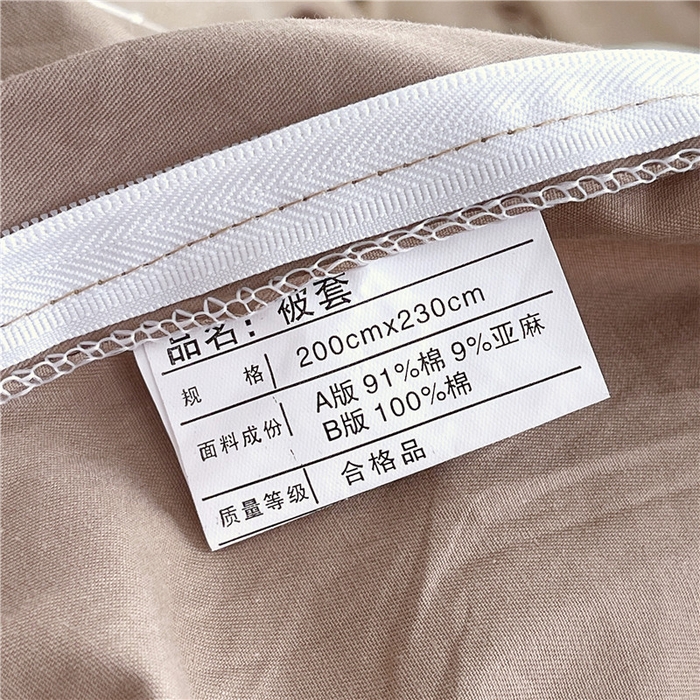 品名：被套
规格 200cmx230cm
面料成份 A版 91%棉 9%亚麻
B版 100%棉
质量等级 合格品